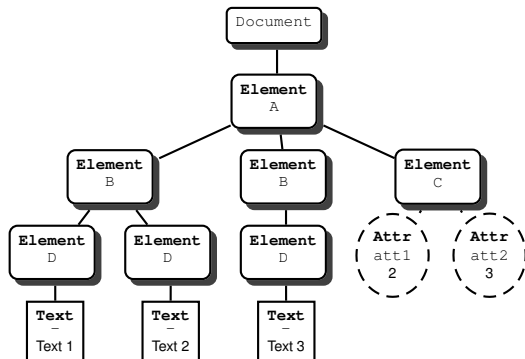 Document
Element
A
Element
B
Element
B
Element
C
Element
D
Element
D
Element
D
Attr
att1
2
Attr
att2
3
Text
–
Text 1
Text
–
Text 2
Text
–
Text 3